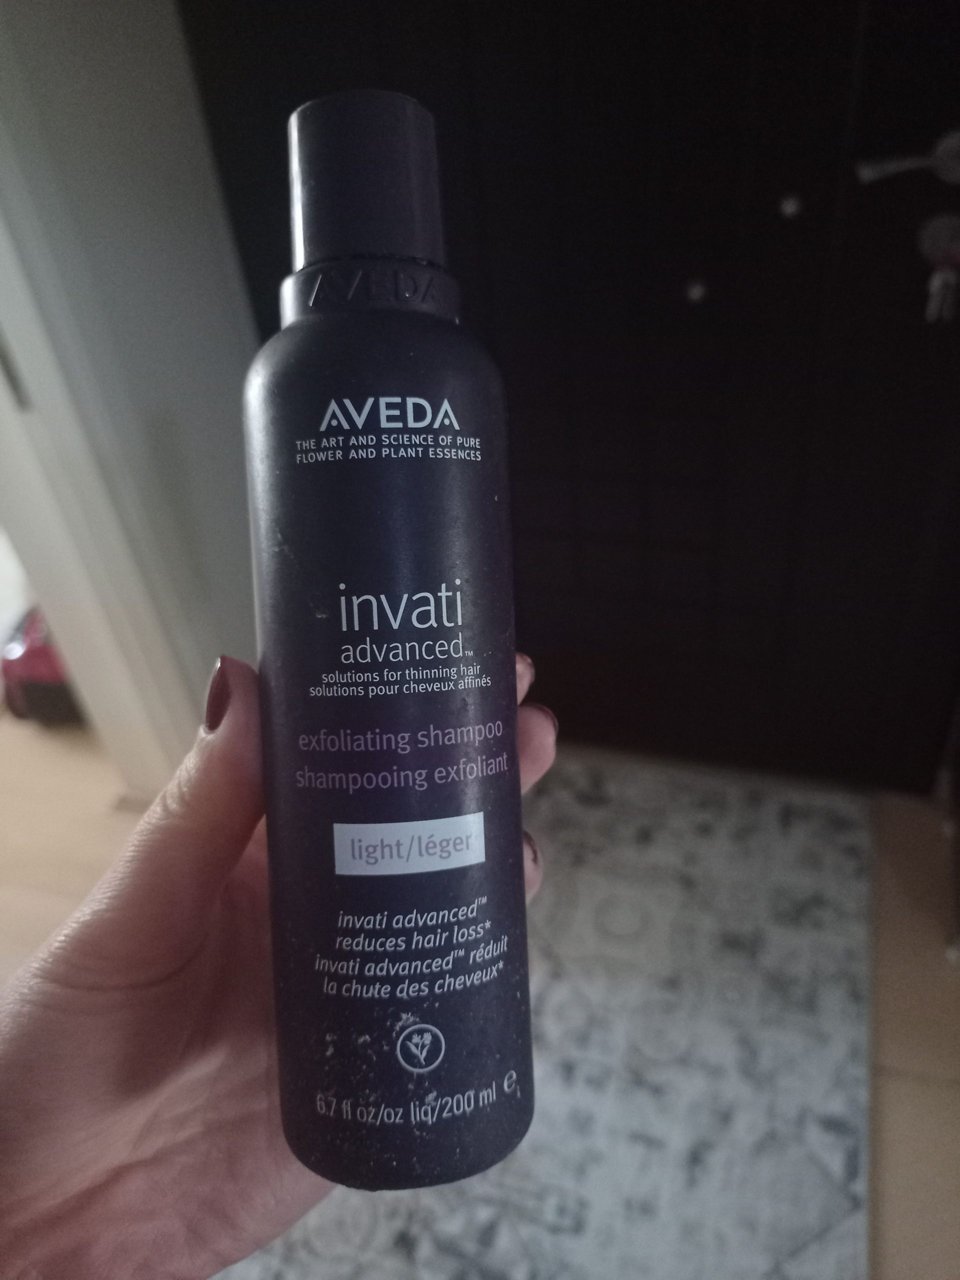 AVEDA
AVEDA
THE ART AND SCIENCE OF PURE
FLOWER AND PLANT ESSENCES
invati
advanced™
solutions for thinning hair
solutions pour cheveux affinés
exfoliating shampoo
shampooing exfoliant
light/léger
invati advanced™
reduces hair loss*
invati advanced™ réduit
la chute des cheveux*
6.7 fl oz/oz liq/200 ml e